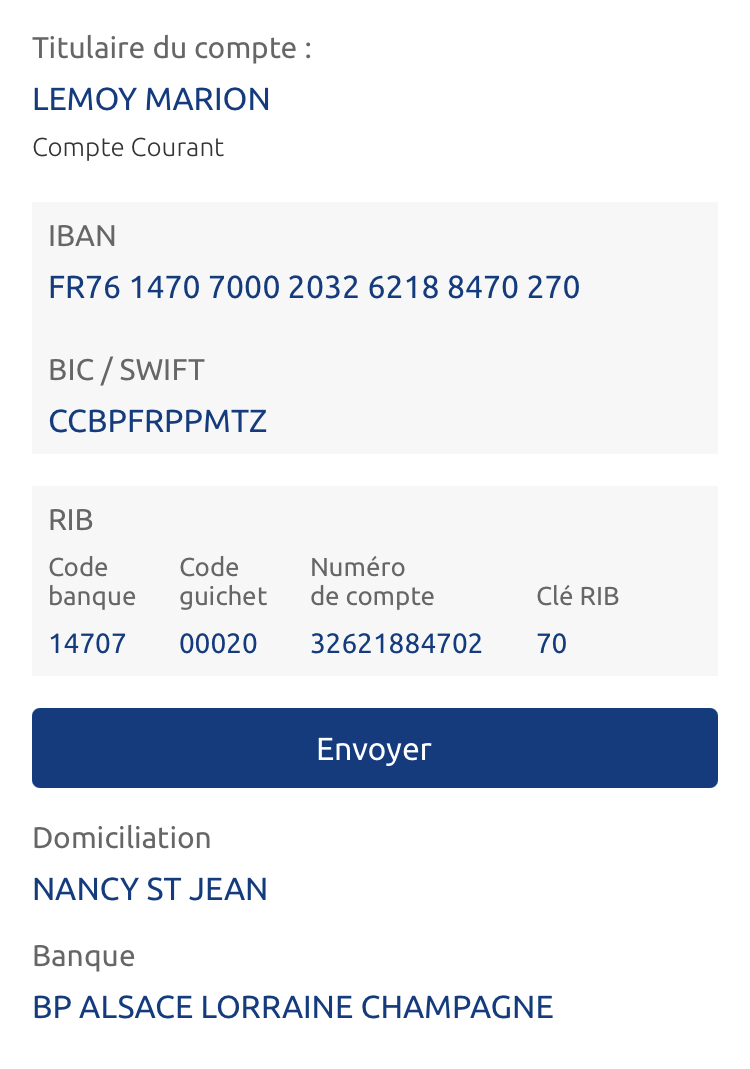 Titulaire du compte :
LEMOY MARION
Compte Courant
IBAN
FR76 1470 7000 2032 6218 8470 270
BIC / SWIFT
CCBPFRPPMTZ
RIB
Code banque Code guichet Numéro de compte Clé RIB
14707 00020 32621884702 70
Envoyer
Domiciliation
NANCY ST JEAN
Banque
BP ALSACE LORRAINE CHAMPAGNE